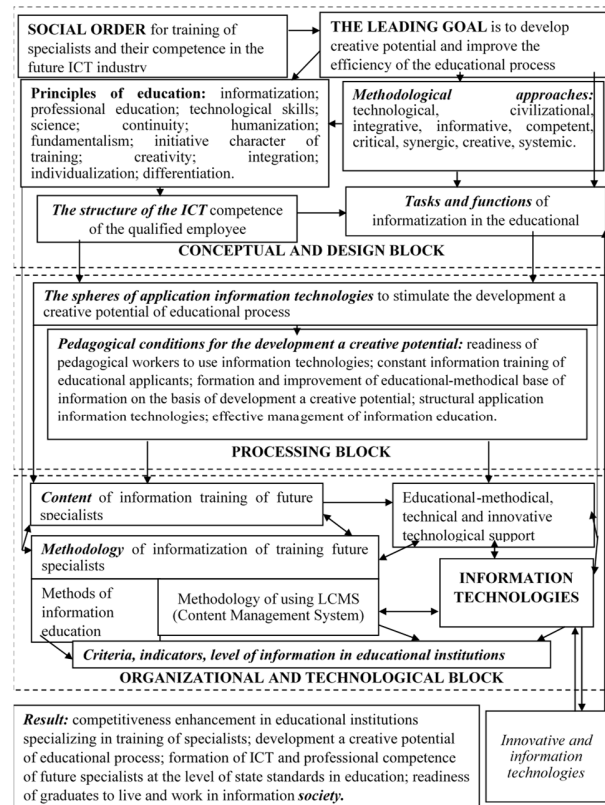 SOCIAL ORDER for training of
specialists and their competence in the
future ICT industry
THE LEADING GOAL is to develop
creative potential and improve the
efficiency of the educational process
Principles of education: informatization;
professional education; technological skills;
science; continuity; humanization;
fundamentalism; initiative character of
training; creativity; integration;
individualization; differentiation.
Methodological approaches:
technological, civilizational,
integrative, informative, competent,
critical, synergic, creative, systemic.
The structure of the ICT competence
of the qualified employee
Tasks and functions of
informatization in the educational
CONCEPTUAL AND DESIGN BLOCK
The spheres of application information technologies to stimulate the development a
creative potential of educational process
Pedagogical conditions for the development a creative potential: readiness of
pedagogical workers to use information technologies; constant information training of
educational applicants; formation and improvement of educational-methodical base of
information on the basis of development a creative potential; structural application
information technologies; effective management of information education.
PROCESSING BLOCK
Content of information training of future
specialists
Educational-methodical,
technical and innovative
technological support
Methodology of informatization of training future
specialists
Methods of
information
education
Methodology of using LCMS
(Content Management System)
INFORMATION
TECHNOLOGIES
Criteria, indicators, level of information in educational institutions
ORGANIZATIONAL AND TECHNOLOGICAL BLOCK
Result: competitiveness enhancement in educational institutions
specializing in training of specialists; development a creative potential
of educational process; formation of ICT and professional competence
of future specialists at the level of state standards in education; readiness
of graduates to live and work in information society.
Innovative and
information
technologies